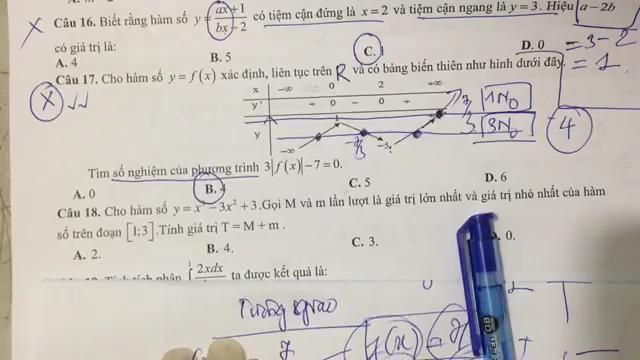 Câu 16. Biết rằng hàm số y = (ax+1)/(bx-2) có tiệm cận đứng là x = 2 và tiệm cận ngang là y = 3. Hiệu a - 2b
có giá trị là:
A. 4 B. 5 C. 1 D. 0
= 3 - 2
= 1
Câu 17. Cho hàm số y = f(x) xác định, liên tục trên R và có bảng biến thiên như hình dưới đây.
x -∞ 0 2 +∞
y' + 0 - 0 +
y -∞
1N0
3N0
4
Tìm số nghiệm của phương trình 3|f(x)| - 7 = 0.
A. 0 B. 4 C. 5 D. 6
Câu 18. Cho hàm số y = x - 3x² + 3. Gọi M và m lần lượt là giá trị lớn nhất và giá trị nhỏ nhất của hàm
số trên đoạn [1;3]. Tính giá trị T = M + m.
A. 2. B. 4. C. 3. 0.
2xdx ta được kết quả là:
Tương giao
f(x)